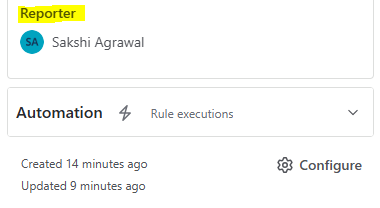 Reporter
SA Sakshi Agrawal
Automation Rule executions
Created 14 minutes ago Configure
Updated 9 minutes ago